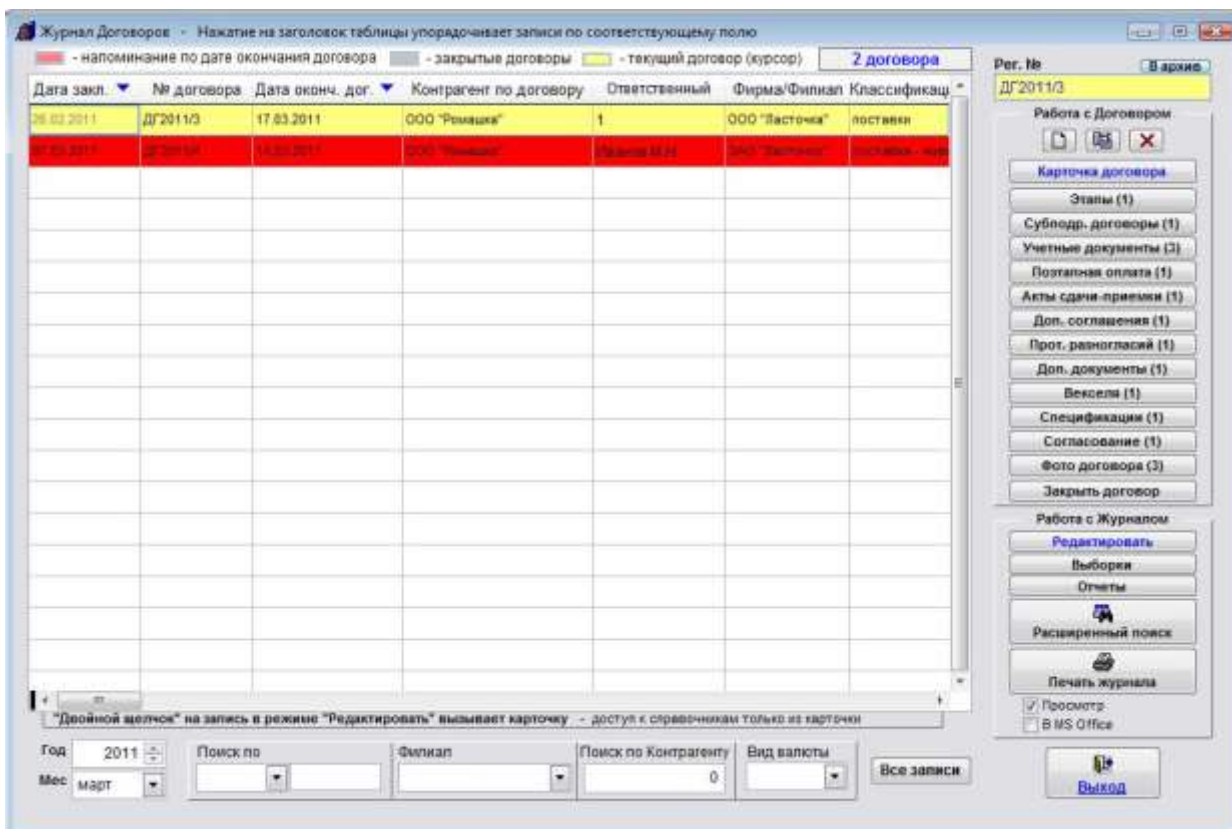 Журнал Договоров - Нажатие на заголовок таблицы упорядочивает записи по соответствующему полю
- напоминание по дате окончания договора - закрытые договоры - текущий договор (курсор) 2 договора
Дата закл. № договора Дата оконч. дог. Контрагент по договору Ответственный Фирма/Филиал Классификац
26.02.2011 ДГ2011/3 17.03.2011 ООО "Ромашка" 1 ООО "Ласточка" поставки
ООО "Ромашка" Иванов И.И.
"Двойной щелчок" на запись в режиме "Редактировать" вызывает карточку - доступ к справочникам только из карточки
Год 2011 Поиск по Филиал Поиск по Контрагенту Вид валюты
Мес март 0 Все записи
Рег. № В архив
ДГ2011/3
Работа с Договором
Карточка договора
Этапы (1)
Субподр. договоры (1)
Учетные документы (3)
Поэтапная оплата (1)
Акты сдачи-приемки (1)
Доп. соглашения (1)
Прот. разногласий (1)
Доп. документы (1)
Векселя (1)
Спецификации (1)
Согласование (1)
Фото договора (3)
Закрыть договор
Работа с Журналом
Редактировать
Выборки
Отчеты
Расширенный поиск
Печать журнала
Просмотр
В MS Office
Выход